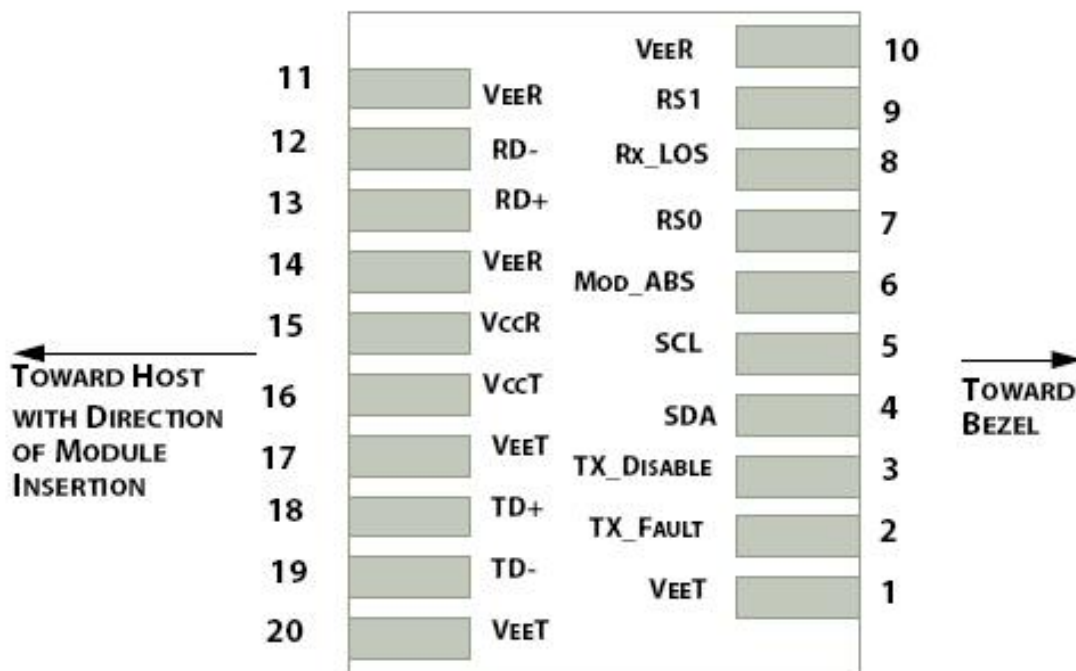 VEER 10
11 VEER
RS1 9
12 RD-
Rx_LOS 8
13 RD+
RS0 7
14 VEER
MOD_ABS 6
15 VccR
SCL 5
TOWARD HOST
WITH DIRECTION
OF MODULE
INSERTION
TOWARD
BEZEL
16 VccT
SDA 4
17 VEET
TX_DISABLE 3
18 TD+
TX_FAULT 2
19 TD-
VEET 1
20 VEET